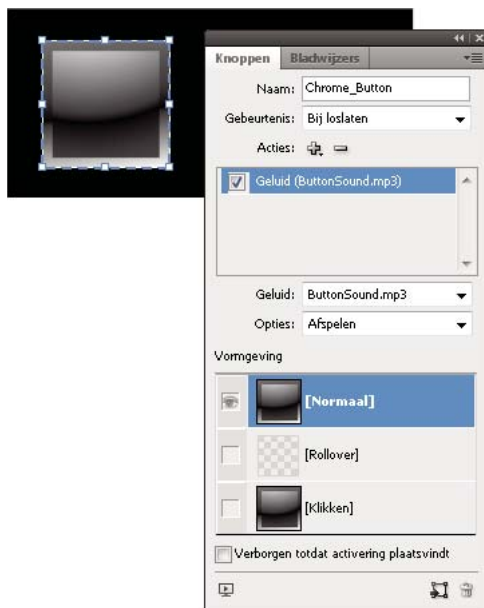 Knoppen Bladwijzers
Naam: Chrome_Button
Gebeurtenis: Bij loslaten
Acties:
Geluid (ButtonSound.mp3)
Geluid: ButtonSound.mp3
Opties: Afspelen
Vormgeving
[Normaal]
[Rollover]
[Klikken]
Verborgen totdat activering plaatsvindt